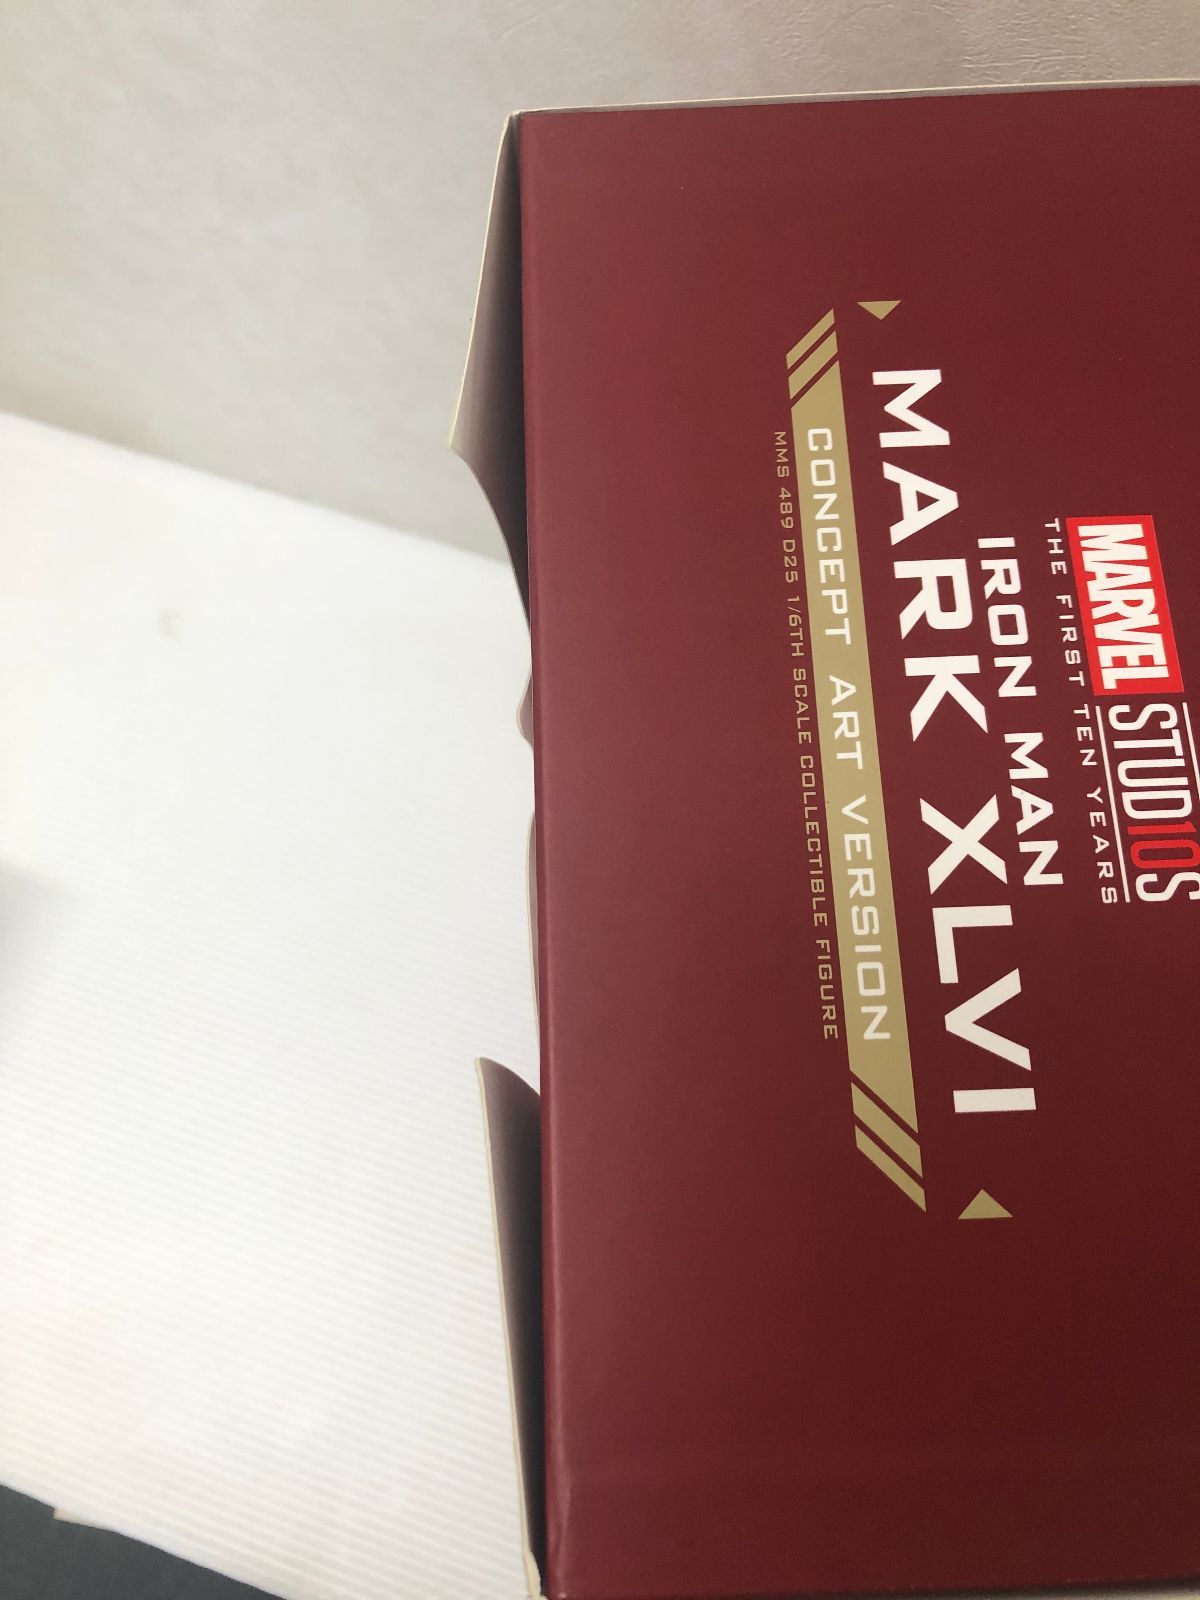 MARVEL STUD10S
THE FIRST TEN YEARS
IRON MAN
MARK XLVI
CONCEPT ART VERSION
MMS 489 D25 1/6TH SCALE COLLECTIBLE FIGURE